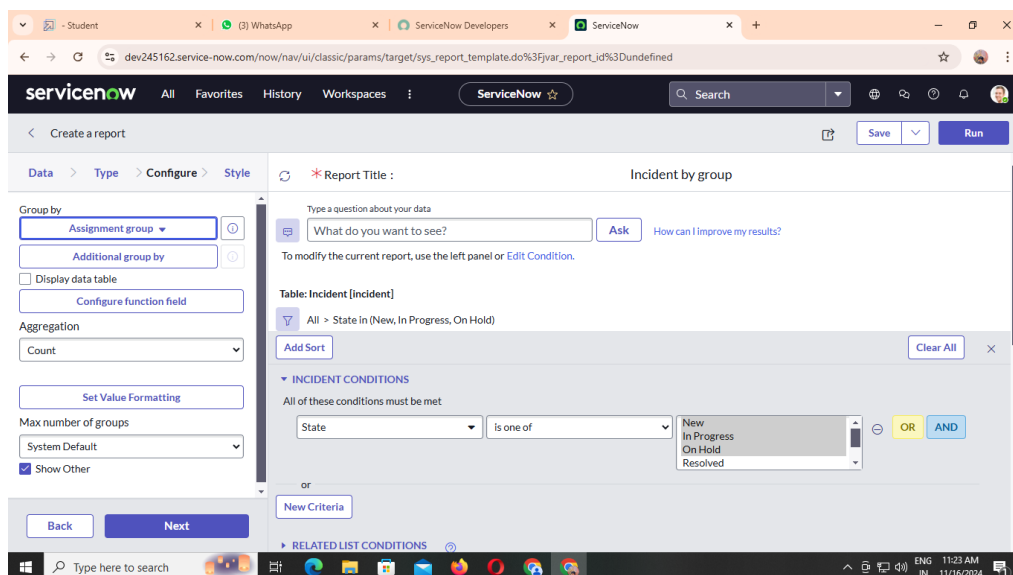 - Student
(3) WhatsApp
ServiceNow Developers
ServiceNow
dev245162.service-now.com/now/nav/ui/classic/params/target/sys_report_template.do%3Fjvar_report_id%3Dundefined
servicenow All Favorites History Workspaces ServiceNow Search
Create a report Save Run
Data Type Configure Style
Report Title : Incident by group
Group by
Assignment group
Additional group by
Display data table
Configure function field
Aggregation
Count
Set Value Formatting
Max number of groups
System Default
Show Other
Back Next
Type a question about your data
What do you want to see? Ask How can I improve my results?
To modify the current report, use the left panel or Edit Condition.
Table: Incident [incident]
All > State in (New, In Progress, On Hold)
Add Sort Clear All
INCIDENT CONDITIONS
All of these conditions must be met
State is one of New
In Progress
On Hold
Resolved
OR AND
or
New Criteria
RELATED LIST CONDITIONS
Type here to search
ENG 11:23 AM
IN 11/16/2024